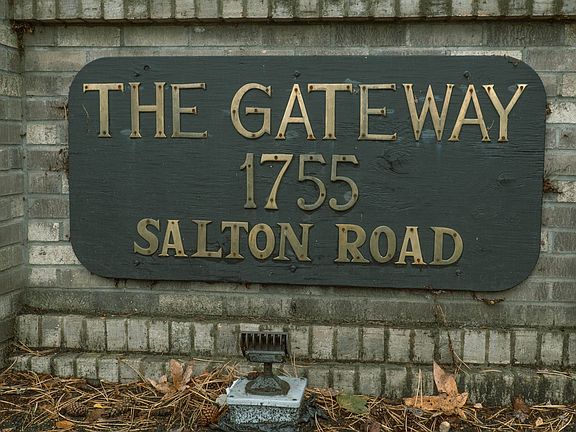 THE GATEWAY
1755
SALTON ROAD